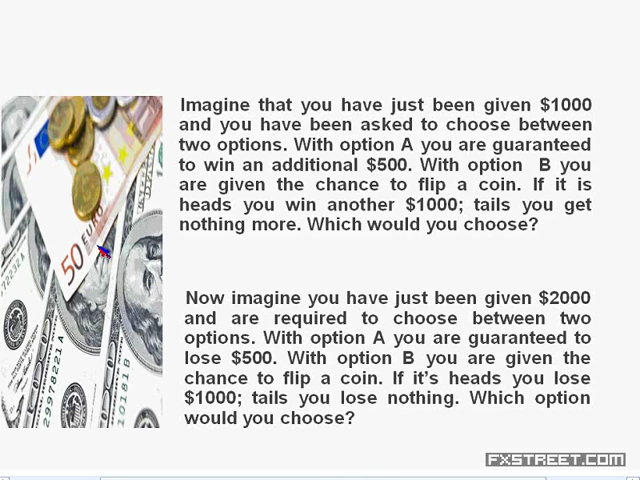 Imagine that you have just been given $1000
and you have been asked to choose between
two options. With option A you are guaranteed
to win an additional $500. With option B you
are given the chance to flip a coin. If it is
heads you win another $1000; tails you get
nothing more. Which would you choose?
Now imagine you have just been given $2000
and are required to choose between two
options. With option A you are guaranteed to
lose $500. With option B you are given the
chance to flip a coin. If it’s heads you lose
$1000; tails you lose nothing. Which option
would you choose?
50 EURO
29978221A
10181B
FXSTREET.COM